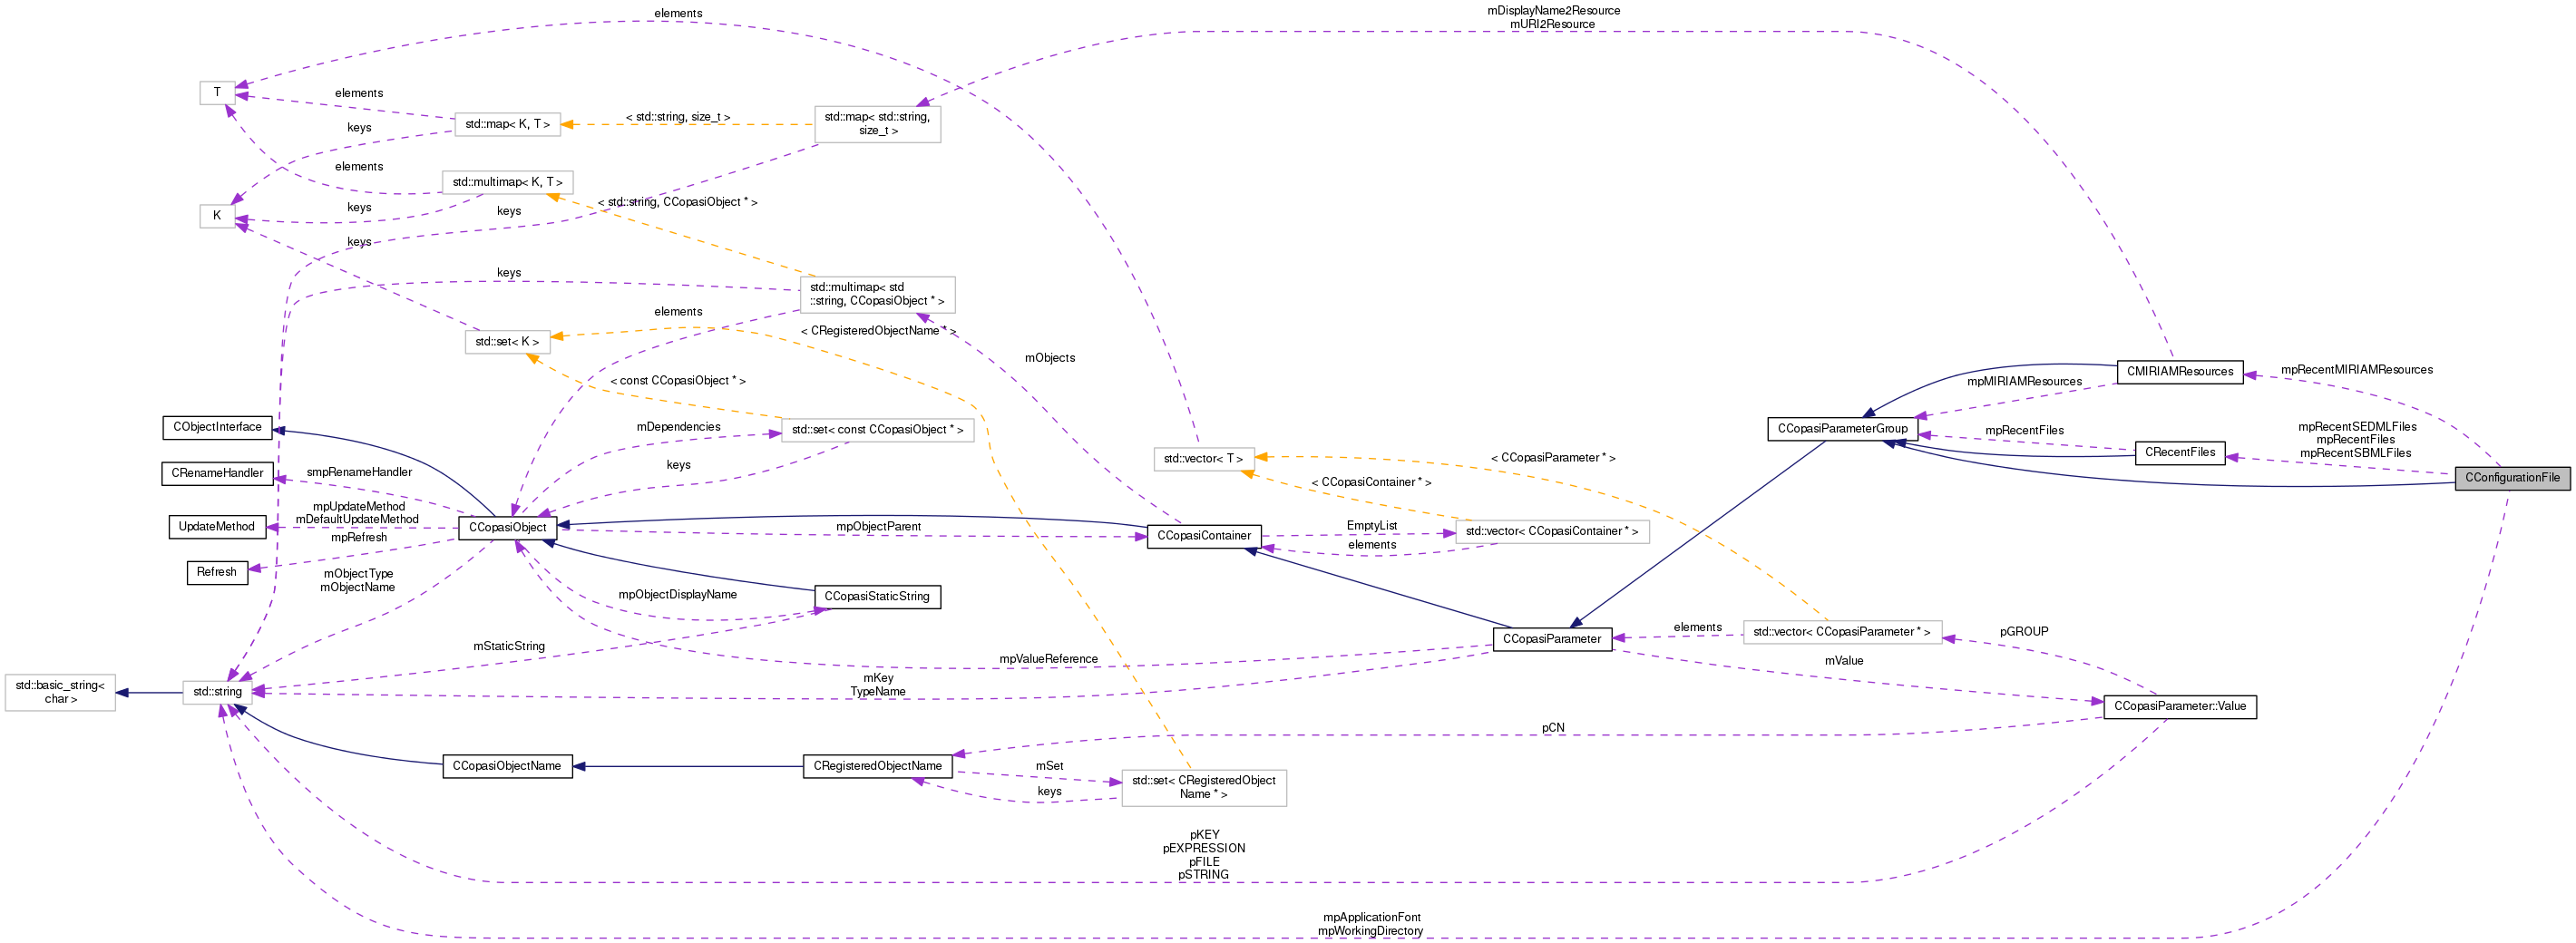 elements
mDisplayName2Resource
mURI2Resource
T
elements
std::map< K, T >
< std::string, size_t >
std::map< std::string,
size_t >
keys
elements
std::multimap< K, T >
< std::string, CCopasiObject * >
K
keys
keys
keys
keys
std::multimap< std
::string, CCopasiObject * >
elements
< CRegisteredObjectName * >
std::set< K >
mObjects
< const CCopasiObject * >
CMIRIAMResources
mpRecentMIRIAMResources
mpMIRIAMResources
CObjectInterface
mDependencies
std::set< const CCopasiObject * >
CCopasiParameterGroup
mpRecentFiles
mpRecentSEDMLFiles
mpRecentFiles
mpRecentSBMLFiles
CRecentFiles
CConfigurationFile
CRenameHandler
smpRenameHandler
keys
std::vector< T >
< CCopasiParameter * >
< CCopasiContainer * >
UpdateMethod
mpUpdateMethod
mDefaultUpdateMethod
CCopasiObject
mpObjectParent
CCopasiContainer
EmptyList
elements
std::vector< CCopasiContainer * >
mpRefresh
Refresh
mObjectType
mObjectName
mpObjectDisplayName
CCopasiStaticString
mStaticString
CCopasiParameter
elements
std::vector< CCopasiParameter * >
pGROUP
mpValueReference
mValue
mKey
TypeName
std::basic_string<
char >
std::string
CCopasiParameter::Value
pCN
CCopasiObjectName
CRegisteredObjectName
mSet
keys
std::set< CRegisteredObject
Name * >
pKEY
pEXPRESSION
pFILE
pSTRING
mpApplicationFont
mpWorkingDirectory